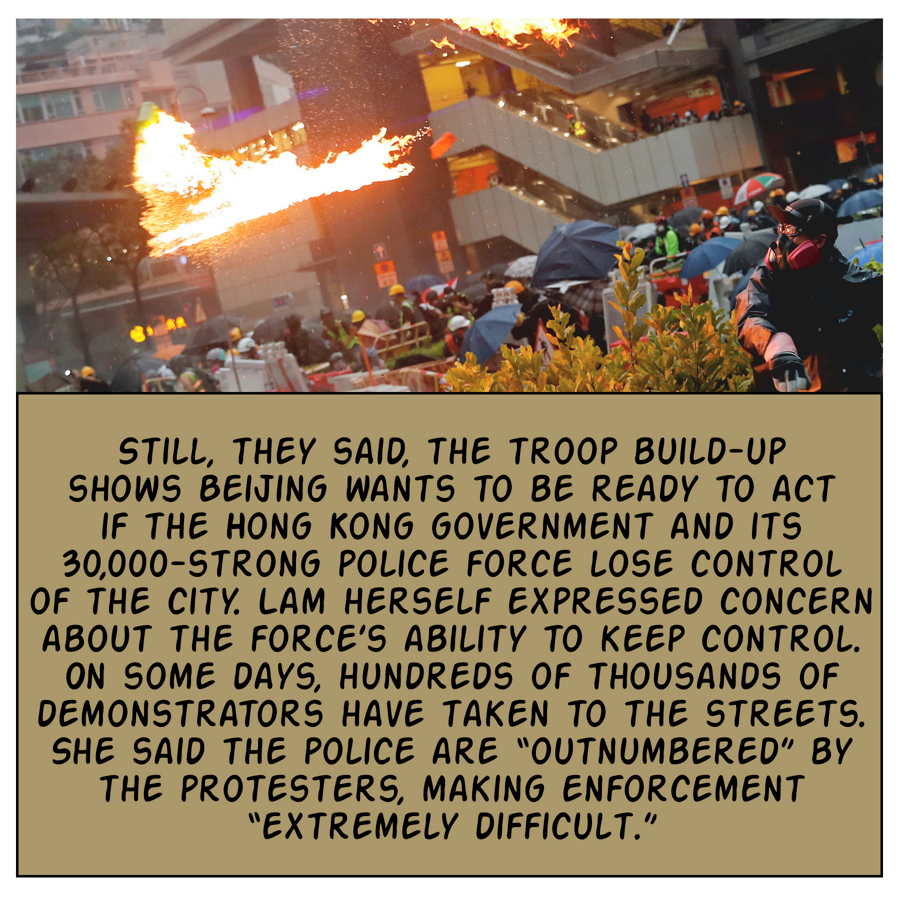 STILL, THEY SAID, THE TROOP BUILD-UP
SHOWS BEIJING WANTS TO BE READY TO ACT
IF THE HONG KONG GOVERNMENT AND ITS
30,000-STRONG POLICE FORCE LOSE CONTROL
OF THE CITY. LAM HERSELF EXPRESSED CONCERN
ABOUT THE FORCE'S ABILITY TO KEEP CONTROL.
ON SOME DAYS, HUNDREDS OF THOUSANDS OF
DEMONSTRATORS HAVE TAKEN TO THE STREETS.
SHE SAID THE POLICE ARE “OUTNUMBERED” BY
THE PROTESTERS, MAKING ENFORCEMENT
“EXTREMELY DIFFICULT.”